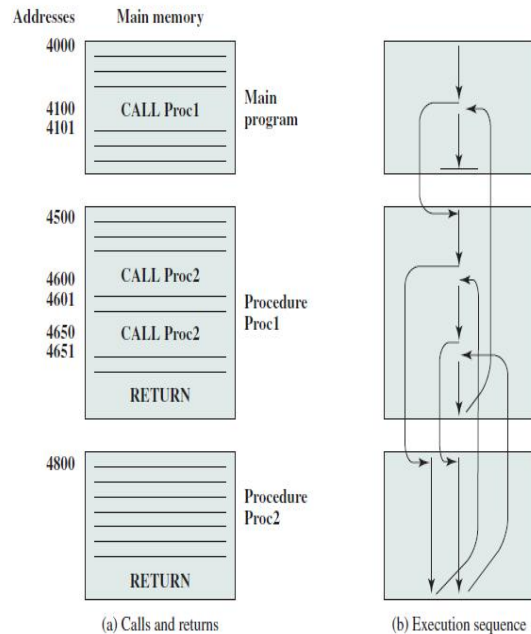 Addresses Main memory
4000
4100 CALL Proc1
4101
Main
program
4500
4600 CALL Proc2
4601
Procedure
Proc1
4650 CALL Proc2
4651
RETURN
4800
Procedure
Proc2
RETURN
(a) Calls and returns
(b) Execution sequence